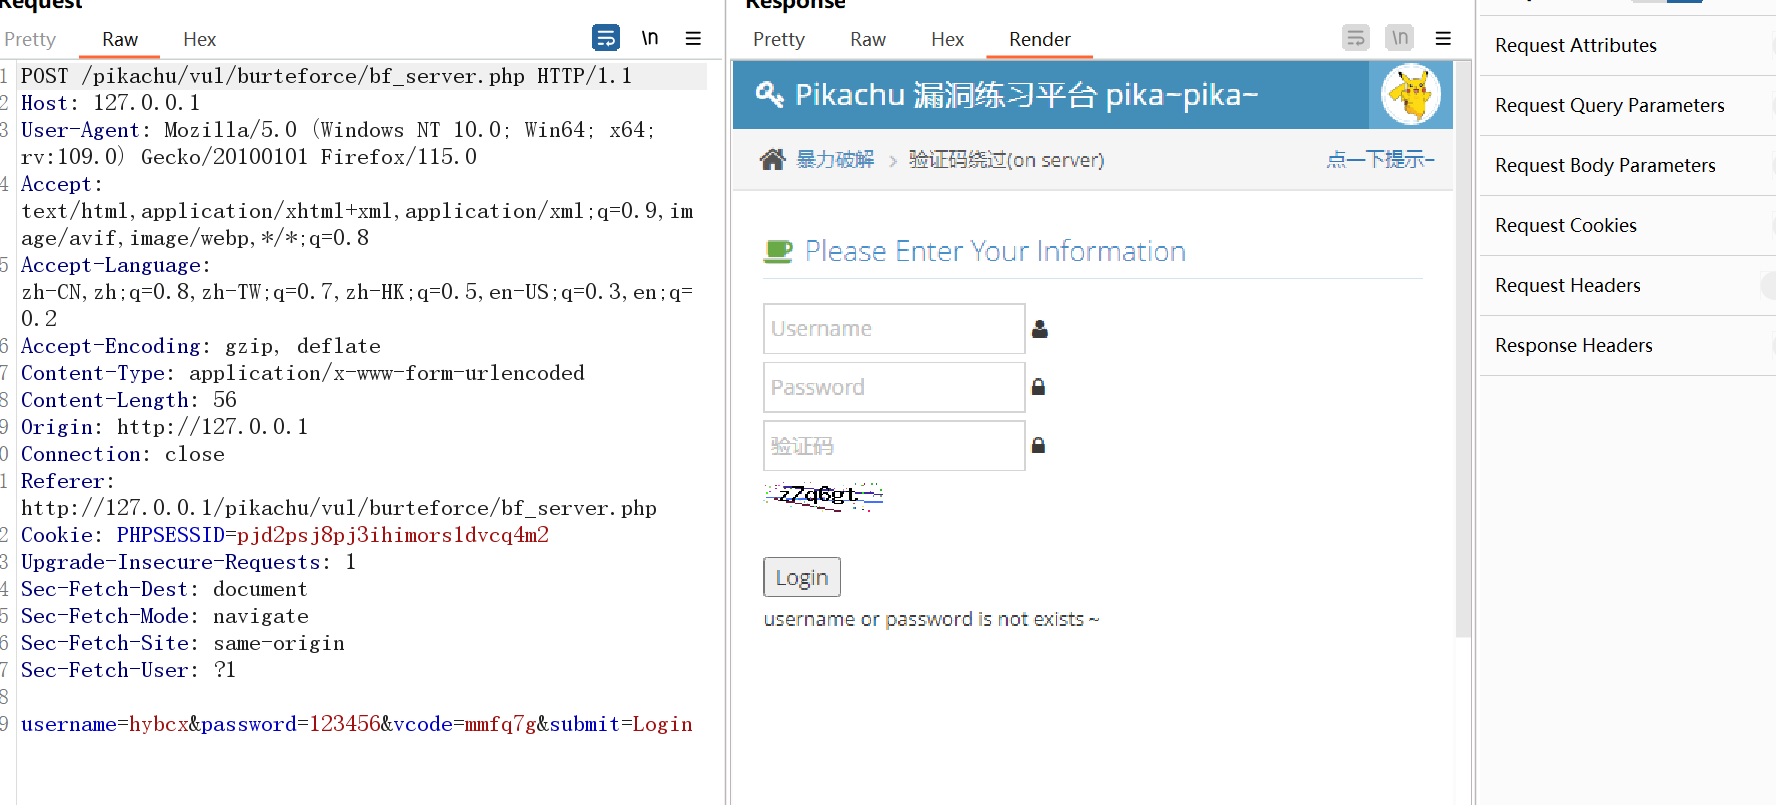 Request
Pretty Raw Hex \n
1 POST /pikachu/vul/burteforce/bf_server.php HTTP/1.1
2 Host: 127.0.0.1
3 User-Agent: Mozilla/5.0 (Windows NT 10.0; Win64; x64;
rv:109.0) Gecko/20100101 Firefox/115.0
4 Accept:
text/html,application/xhtml+xml,application/xml;q=0.9,im
age/avif,image/webp,*/*;q=0.8
5 Accept-Language:
zh-CN,zh;q=0.8,zh-TW;q=0.7,zh-HK;q=0.5,en-US;q=0.3,en;q=
0.2
6 Accept-Encoding: gzip, deflate
7 Content-Type: application/x-www-form-urlencoded
8 Content-Length: 56
9 Origin: http://127.0.0.1
0 Connection: close
1 Referer:
http://127.0.0.1/pikachu/vul/burteforce/bf_server.php
2 Cookie: PHPSESSID=pjd2psj8pj3ihimorsldvcq4m2
3 Upgrade-Insecure-Requests: 1
4 Sec-Fetch-Dest: document
5 Sec-Fetch-Mode: navigate
6 Sec-Fetch-Site: same-origin
7 Sec-Fetch-User: ?1
8
9 username=hybcx&password=123456&vcode=mmfq7g&submit=Login
Response
Pretty Raw Hex Render \n
Pikachu 漏洞练习平台 pika~pika~
暴力破解 > 验证码绕过(on server) 点一下提示~
Please Enter Your Information
Username
Password
验证码
z7q6gt
Login
username or password is not exists ~
Request Attributes
Request Query Parameters
Request Body Parameters
Request Cookies
Request Headers
Response Headers